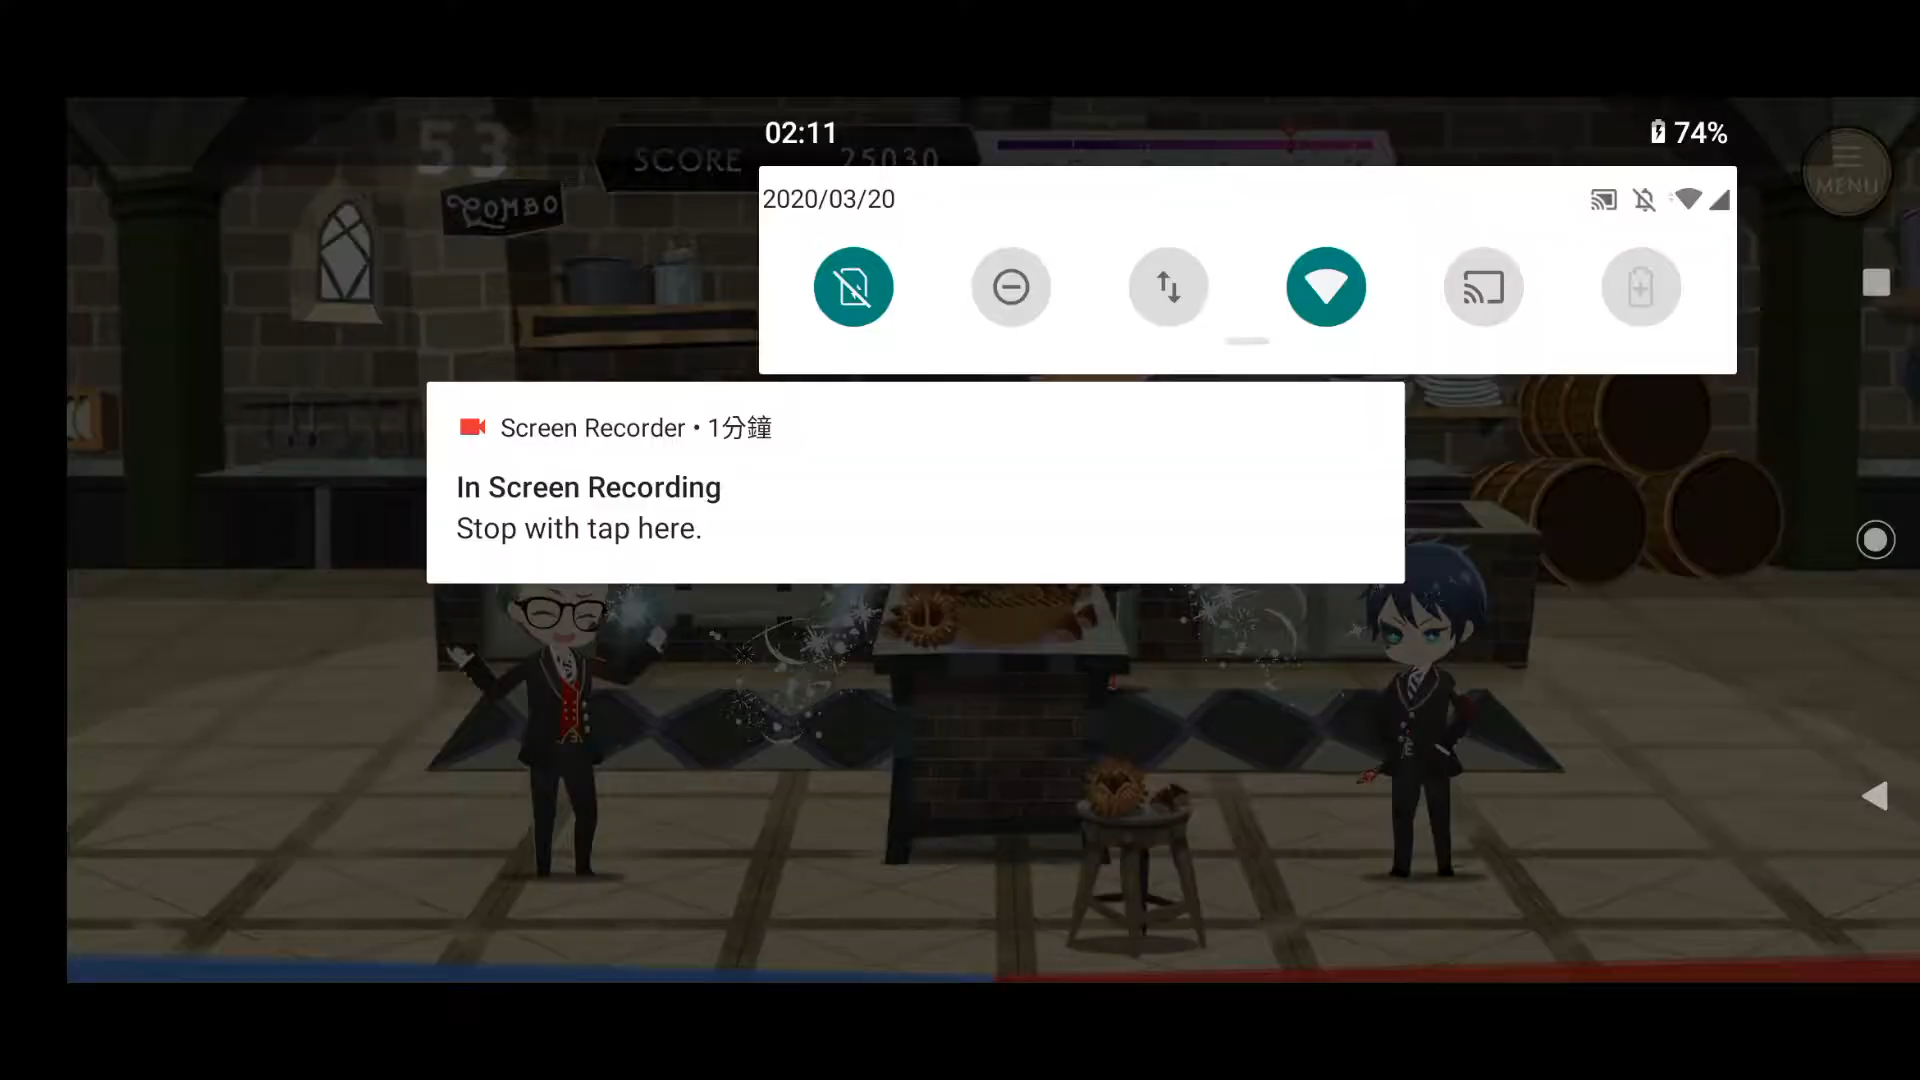 02:11
74%
53
COMBO
SCORE 25030
MENU
2020/03/20
Screen Recorder • 1分鐘
In Screen Recording
Stop with tap here.